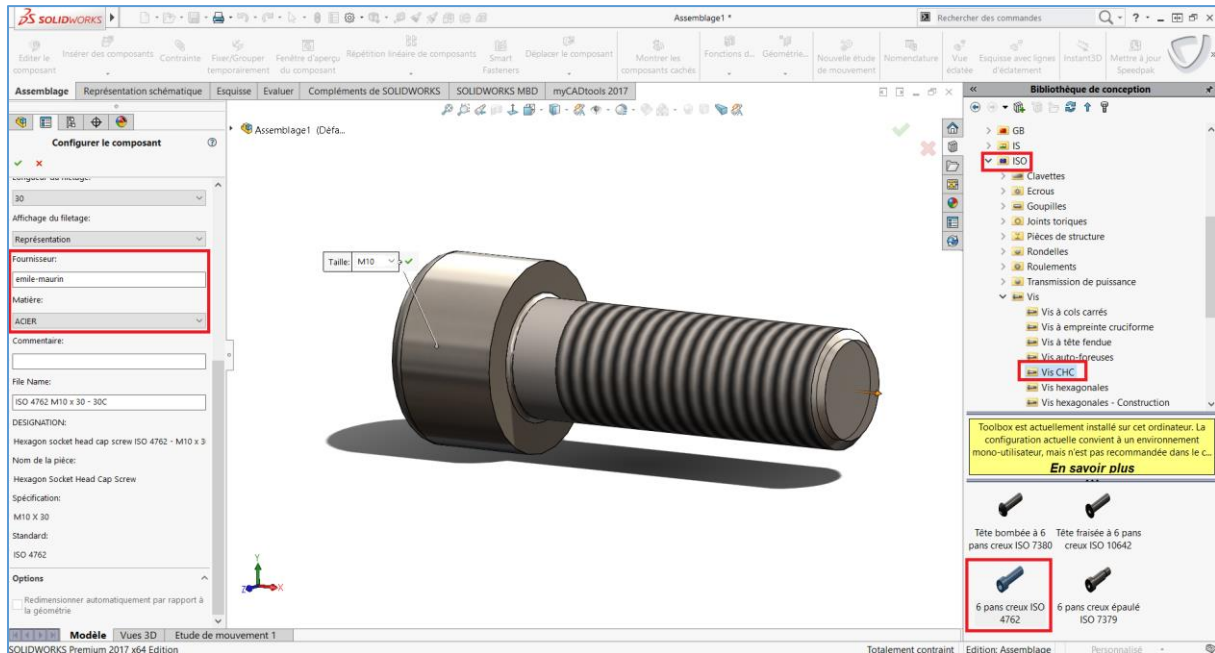 SOLIDWORKS
Assemblage1 *
Rechercher des commandes
Editer le composant
Insérer des composants
Contrainte
Fixer/Grouper temporairement
Fenêtre d'aperçu du composant
Répétition linéaire de composants
Smart Fasteners
Déplacer le composant
Montrer les composants cachés
Fonctions d...
Géométrie...
Nouvelle étude de mouvement
Nomenclature
Vue éclatée
Esquisse avec lignes d'éclatement
Instant3D
Mettre à jour Speedpak
Assemblage
Représentation schématique
Esquisse
Evaluer
Compléments de SOLIDWORKS
SOLIDWORKS MBD
myCADtools 2017
Configurer le composant
30
Affichage du filetage:
Représentation
Fournisseur:
emile-maurin
Matière:
ACIER
Commentaire:
File Name:
ISO 4762 M10 x 30 - 30C
DESIGNATION:
Hexagon socket head cap screw ISO 4762 - M10 x 3
Nom de la pièce:
Hexagon Socket Head Cap Screw
Spécification:
M10 X 30
Standard:
ISO 4762
Options
Redimensionner automatiquement par rapport à
la géométrie
Assemblage1 (Défa...
Taille: M10
Y
Z
X
Bibliothèque de conception
GB
IS
ISO
Clavettes
Ecrous
Goupilles
Joints toriques
Pièces de structure
Rondelles
Roulements
Transmission de puissance
Vis
Vis à cols carrés
Vis à empreinte cruciforme
Vis à tête fendue
Vis auto-foreuses
Vis CHC
Vis hexagonales
Vis hexagonales - Construction
Toolbox est actuellement installé sur cet ordinateur. La
configuration actuelle convient à un environnement
mono-utilisateur, mais n'est pas recommandée dans le c...
En savoir plus
Tête bombée à 6
pans creux ISO 7380
Tête fraisée à 6 pans
creux ISO 10642
6 pans creux ISO
4762
6 pans creux épaulé
ISO 7379
Modèle
Vues 3D
Etude de mouvement 1
SOLIDWORKS Premium 2017 x64 Edition
Totalement contraint
Edition: Assemblage
Personnalisé